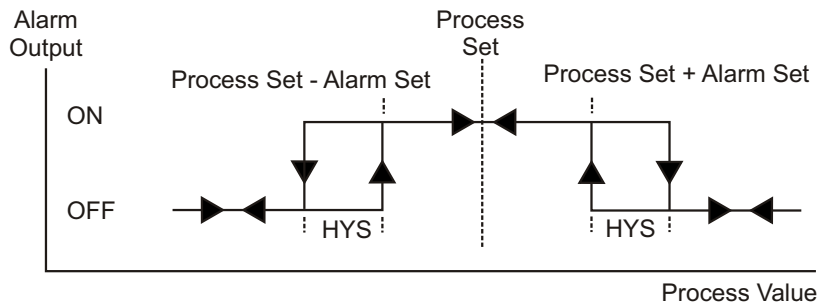 Alarm
Output
Process
Set
Process Set - Alarm Set
Process Set + Alarm Set
ON
OFF
HYS
HYS
Process Value